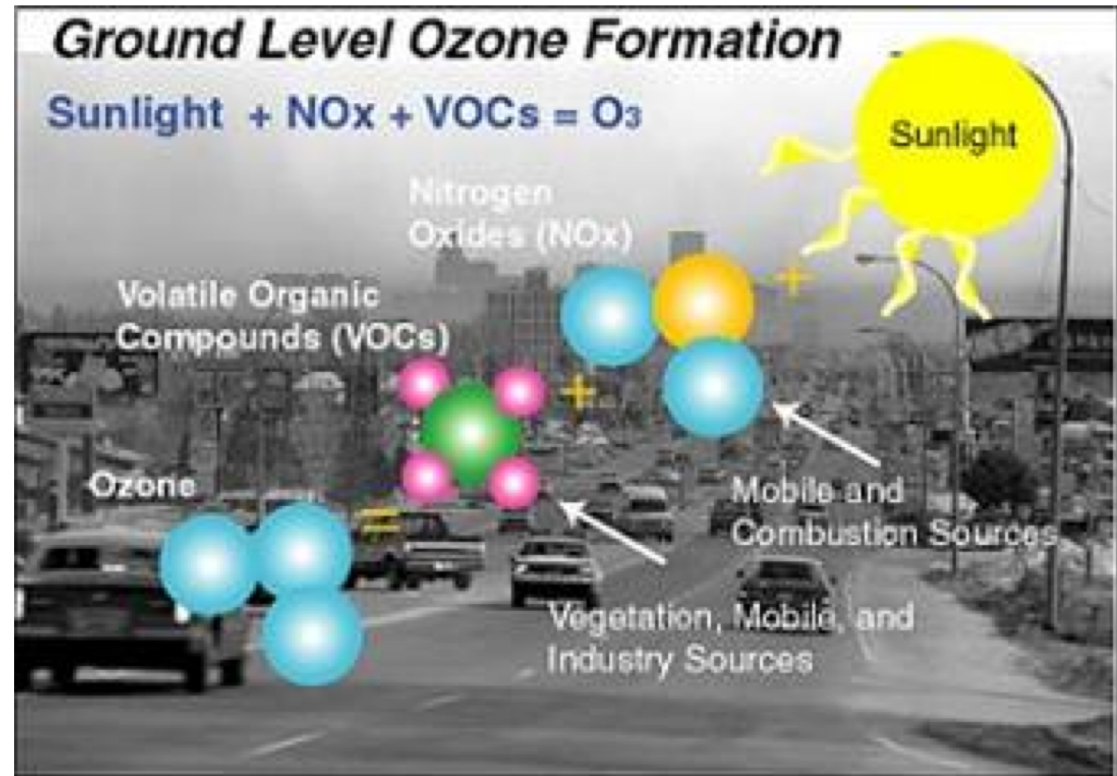 Ground Level Ozone Formation
Sunlight + NOx + VOCs = O3
Sunlight
Nitrogen
Oxides (NOx)
+
Volatile Organic
Compounds (VOCs)
+
Ozone
Mobile and
Combustion Sources
Vegetation, Mobile, and
Industry Sources